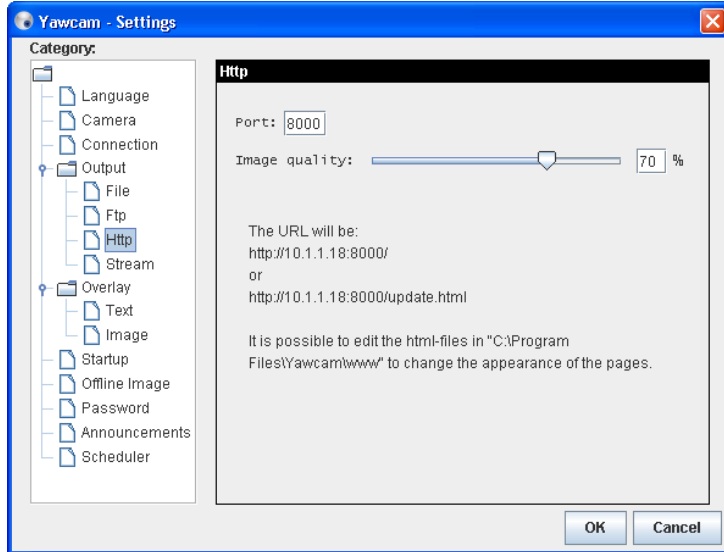 Yawcam - Settings
Category:
Language
Camera
Connection
Output
File
Ftp
Http
Stream
Overlay
Text
Image
Startup
Offline Image
Password
Announcements
Scheduler
Http
Port: 8000
Image quality: 70 %
The URL will be:
http://10.1.1.18:8000/
or
http://10.1.1.18:8000/update.html
It is possible to edit the html-files in "C:\Program
Files\Yawcam\www" to change the appearance of the pages.
OK Cancel